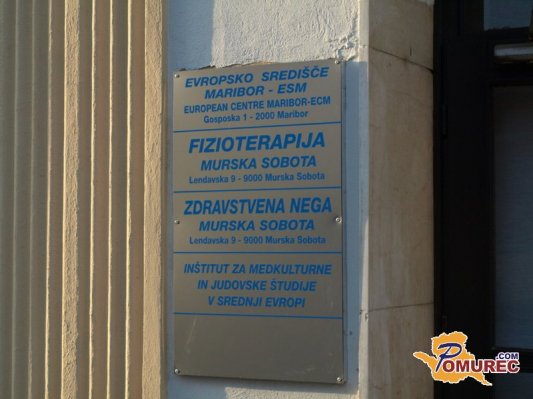 EVROPSKO SREDIŠČE
MARIBOR - ESM
EUROPEAN CENTRE MARIBOR-ECM
Gosposka 1 - 2000 Maribor
FIZIOTERAPIJA
MURSKA SOBOTA
Lendavska 9 - 9000 Murska Sobota
ZDRAVSTVENA NEGA
MURSKA SOBOTA
Lendavska 9 - 9000 Murska Sobota
INŠTITUT ZA MEDKULTURNE
IN JUDOVSKE ŠTUDIJE
V SREDNJI EVROPI
POMUREC.COM